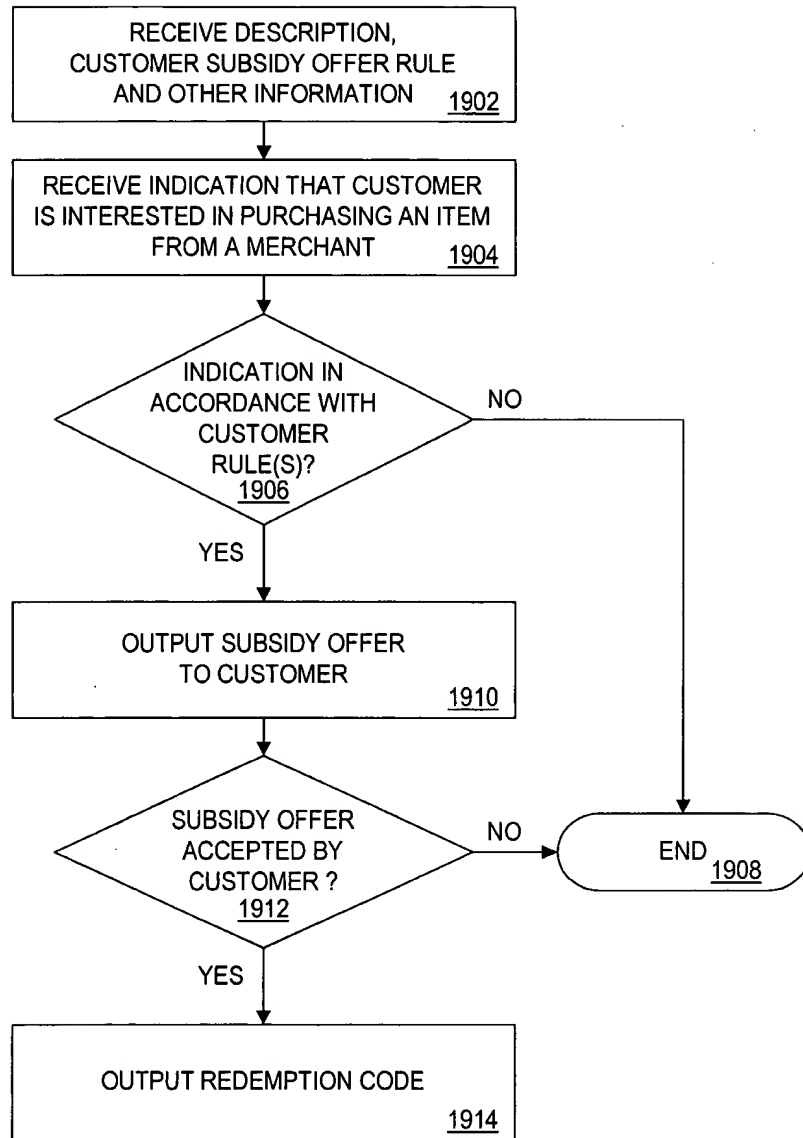 RECEIVE DESCRIPTION,
CUSTOMER SUBSIDY OFFER RULE
AND OTHER INFORMATION
1902
RECEIVE INDICATION THAT CUSTOMER
IS INTERESTED IN PURCHASING AN ITEM
FROM A MERCHANT
1904
INDICATION IN
ACCORDANCE WITH
CUSTOMER
RULE(S)?
1906
NO
YES
OUTPUT SUBSIDY OFFER
TO CUSTOMER
1910
SUBSIDY OFFER
ACCEPTED BY
CUSTOMER ?
1912
NO
END
1908
YES
OUTPUT REDEMPTION CODE
1914